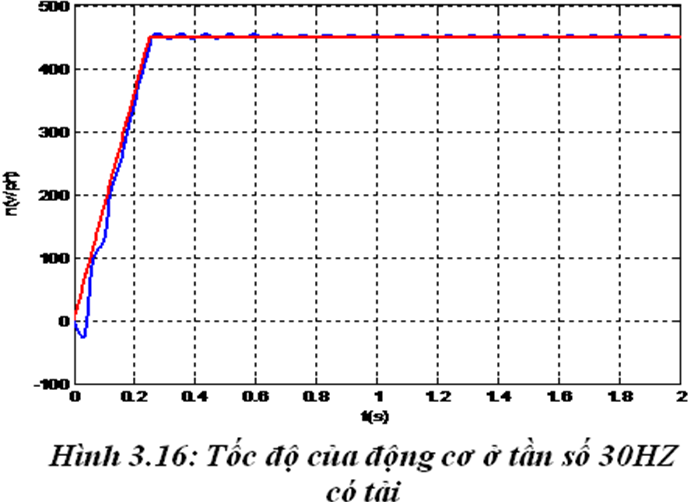 500
400
300
200
100
0
-100
n(v/ph)
0 0.2 0.4 0.6 0.8 1 1.2 1.4 1.6 1.8 2
t(s)
Hình 3.16: Tốc độ của động cơ ở tần số 30HZ
có tải